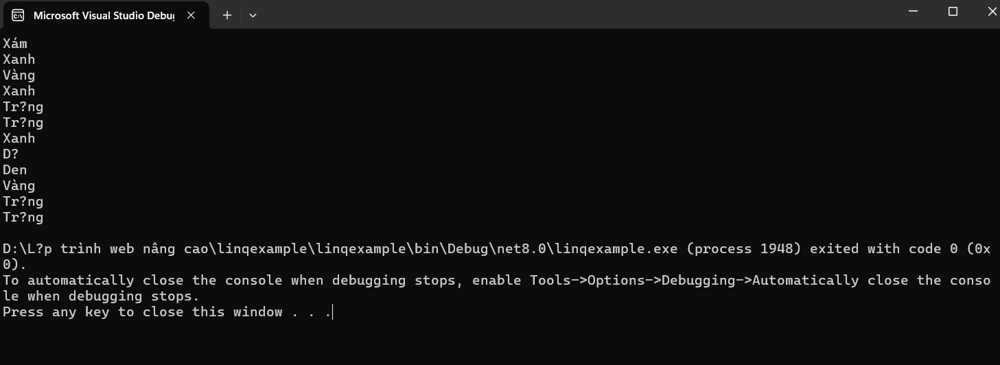 Microsoft Visual Studio Debu
Xám
Xanh
Vàng
Xanh
Tr?ng
Tr?ng
Xanh
D?
Den
Vàng
Tr?ng
Tr?ng
D:\L?p trình web nâng cao\linqexample\linqexample\bin\Debug\net8.0\linqexample.exe (process 1948) exited with code 0 (0x
0).
To automatically close the console when debugging stops, enable Tools->Options->Debugging->Automatically close the conso
le when debugging stops.
Press any key to close this window . . .